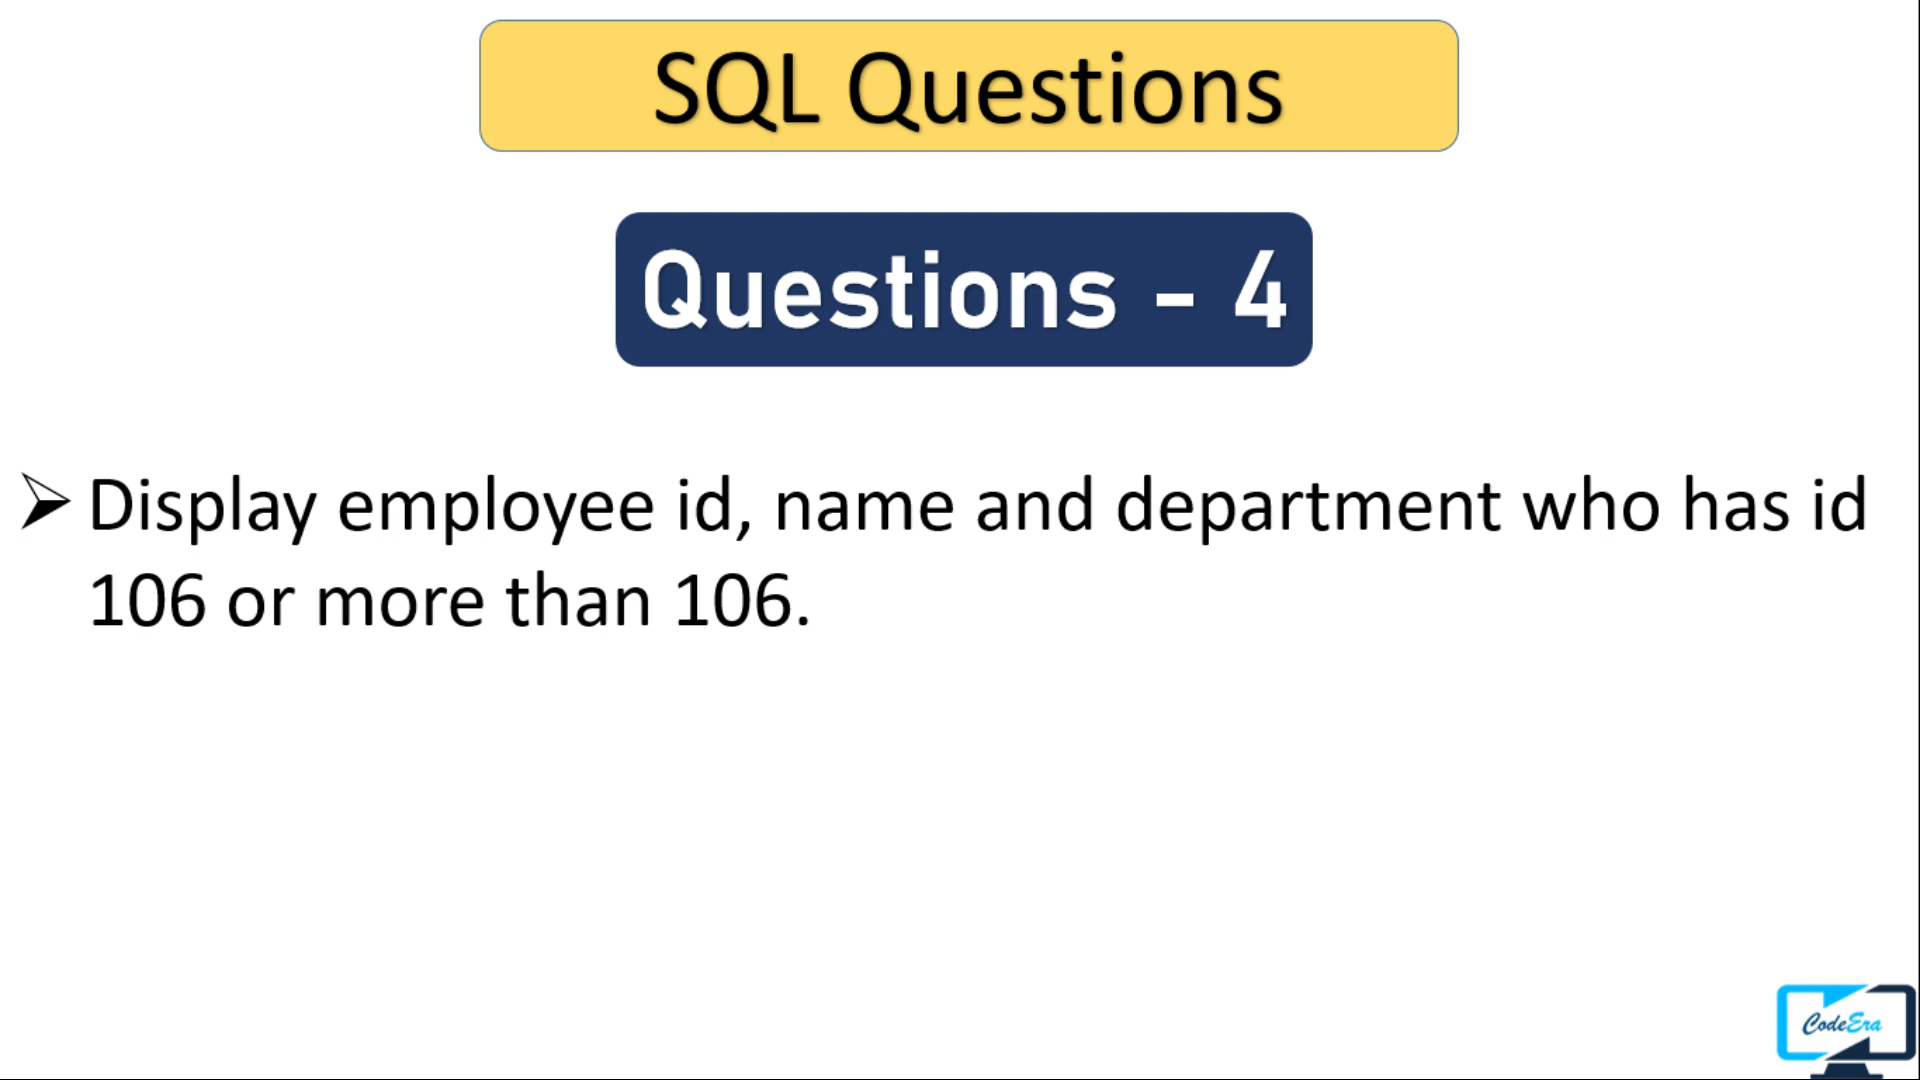 SQL Questions
Questions - 4
➢ Display employee id, name and department who has id
106 or more than 106.
CodeEra